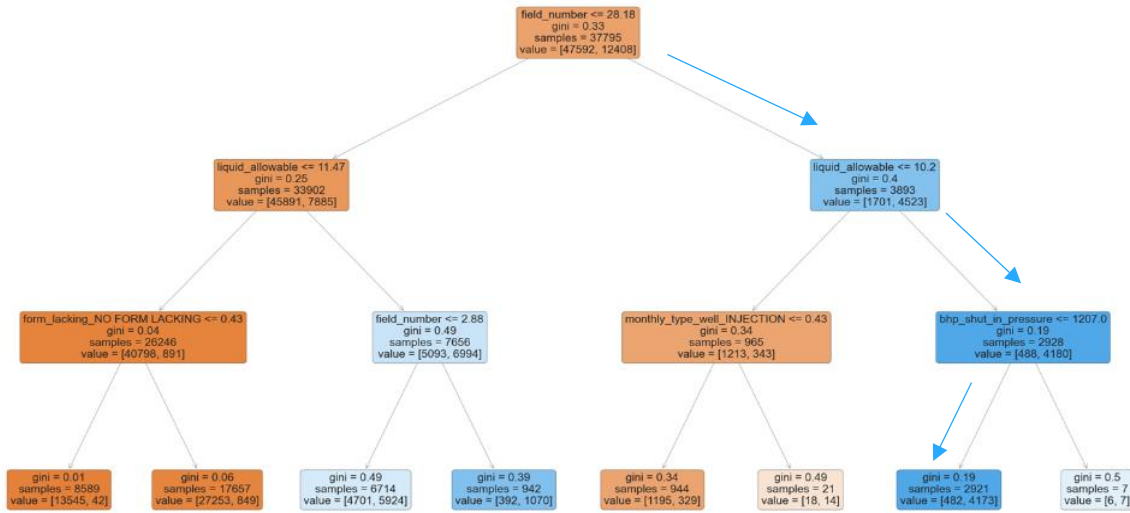 field_number <= 28.18
gini = 0.33
samples = 37795
value = [47592, 12408]
liquid_allowable <= 11.47
gini = 0.25
samples = 33902
value = [45891, 7885]
liquid_allowable <= 10.2
gini = 0.4
samples = 3893
value = [1701, 4523]
form_lacking_NO FORM LACKING <= 0.43
gini = 0.04
samples = 26246
value = [40798, 891]
field_number <= 2.88
gini = 0.49
samples = 7656
value = [5093, 6994]
monthly_type_well_INJECTION <= 0.43
gini = 0.34
samples = 965
value = [1213, 343]
bhp_shut_in_pressure <= 1207.0
gini = 0.19
samples = 2928
value = [488, 4180]
gini = 0.01
samples = 8589
value = [13545, 42]
gini = 0.06
samples = 17657
value = [27253, 849]
gini = 0.49
samples = 6714
value = [4701, 5924]
gini = 0.39
samples = 942
value = [392, 1070]
gini = 0.34
samples = 944
value = [1195, 329]
gini = 0.49
samples = 21
value = [18, 14]
gini = 0.19
samples = 2921
value = [482, 4173]
gini = 0.5
samples = 7
value = [6, 7]